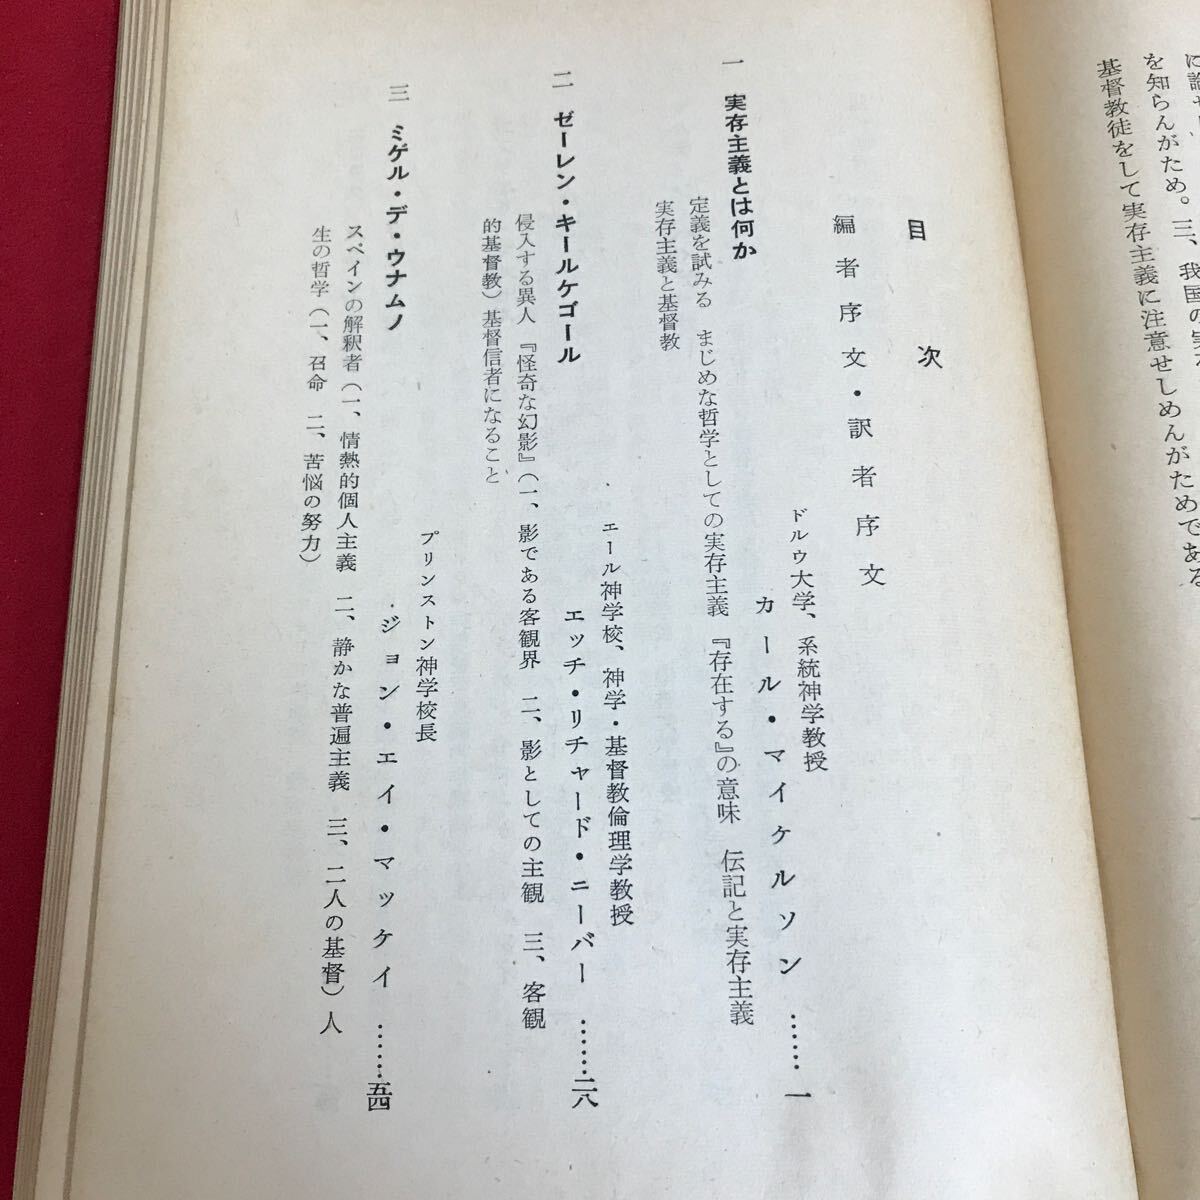 を知らんがため。三、我国の実
基督教徒をして実存主義に注意せしめんがためである
目次
編者序文・訳者序文
一 実存主義とは何か
ドルウ大学、系統神学教授
カール・マイケルソン ……一
定義を試みる まじめな哲学としての実存主義 『存在する』の意味 伝記と実存主義
実存主義と基督教
二 ゼーレン・キールケゴール
エール神学校、神学・基督教倫理学教授
エッチ・リチャード・ニーバー ……二八
侵入する異人 『怪奇な幻影』(一、影である客観界 二、影としての主観 三、客観
的基督教) 基督信者になること
三 ミゲル・デ・ウナムノ
プリンストン神学校長
ジョン・エイ・マッケイ ……五四
スペインの解釈者(一、情熱的個人主義 二、静かな普遍主義 三、二人の基督) 人
生の哲学(一、召命 二、苦悩の努力)